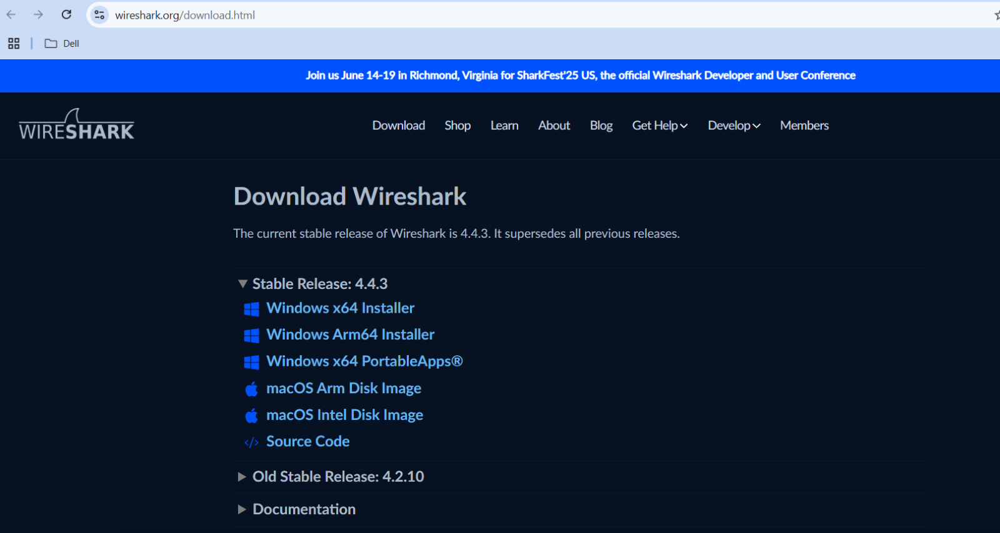 wireshark.org/download.html
Dell
Join us June 14-19 in Richmond, Virginia for SharkFest'25 US, the official Wireshark Developer and User Conference
WIRESHARK
Download Shop Learn About Blog Get Help Develop Members
Download Wireshark
The current stable release of Wireshark is 4.4.3. It supersedes all previous releases.
Stable Release: 4.4.3
Windows x64 Installer
Windows Arm64 Installer
Windows x64 PortableApps®
macOS Arm Disk Image
macOS Intel Disk Image
</> Source Code
Old Stable Release: 4.2.10
Documentation